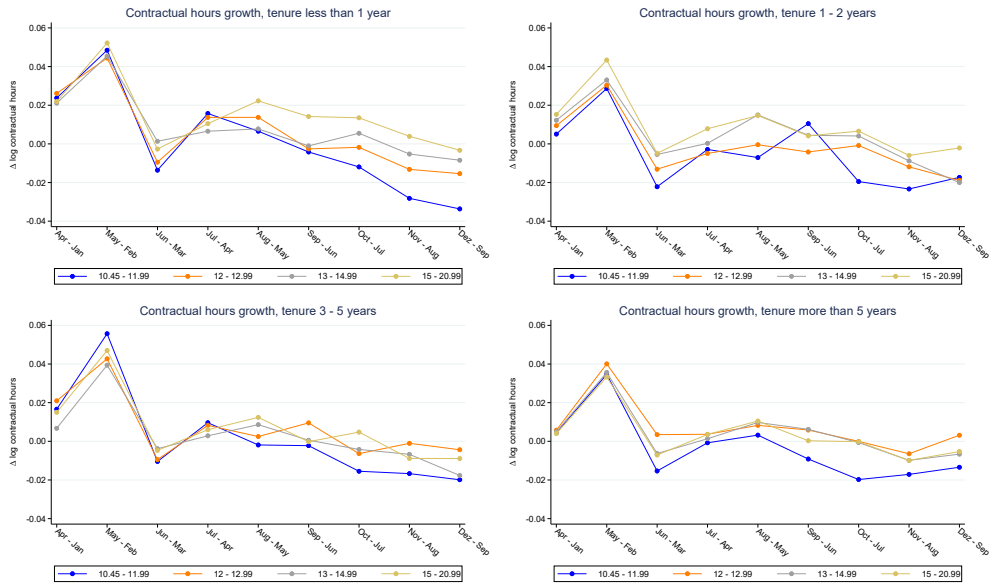 Contractual hours growth, tenure less than 1 year
Δ log contractual hours
0.06
0.04
0.02
0.00
-0.02
-0.04
Apr - Jan
May - Feb
Jun - Mar
Jul - Apr
Aug - May
Sep - Jun
Oct - Jul
Nov - Aug
Dez - Sep
10.45 - 11.99
12 - 12.99
13 - 14.99
15 - 20.99
Contractual hours growth, tenure 1 - 2 years
Δ log contractual hours
0.06
0.04
0.02
0.00
-0.02
-0.04
Apr - Jan
May - Feb
Jun - Mar
Jul - Apr
Aug - May
Sep - Jun
Oct - Jul
Nov - Aug
Dez - Sep
10.45 - 11.99
12 - 12.99
13 - 14.99
15 - 20.99
Contractual hours growth, tenure 3 - 5 years
Δ log contractual hours
0.06
0.04
0.02
0.00
-0.02
-0.04
Apr - Jan
May - Feb
Jun - Mar
Jul - Apr
Aug - May
Sep - Jun
Oct - Jul
Nov - Aug
Dez - Sep
10.45 - 11.99
12 - 12.99
13 - 14.99
15 - 20.99
Contractual hours growth, tenure more than 5 years
Δ log contractual hours
0.06
0.04
0.02
0.00
-0.02
-0.04
Apr - Jan
May - Feb
Jun - Mar
Jul - Apr
Aug - May
Sep - Jun
Oct - Jul
Nov - Aug
Dez - Sep
10.45 - 11.99
12 - 12.99
13 - 14.99
15 - 20.99